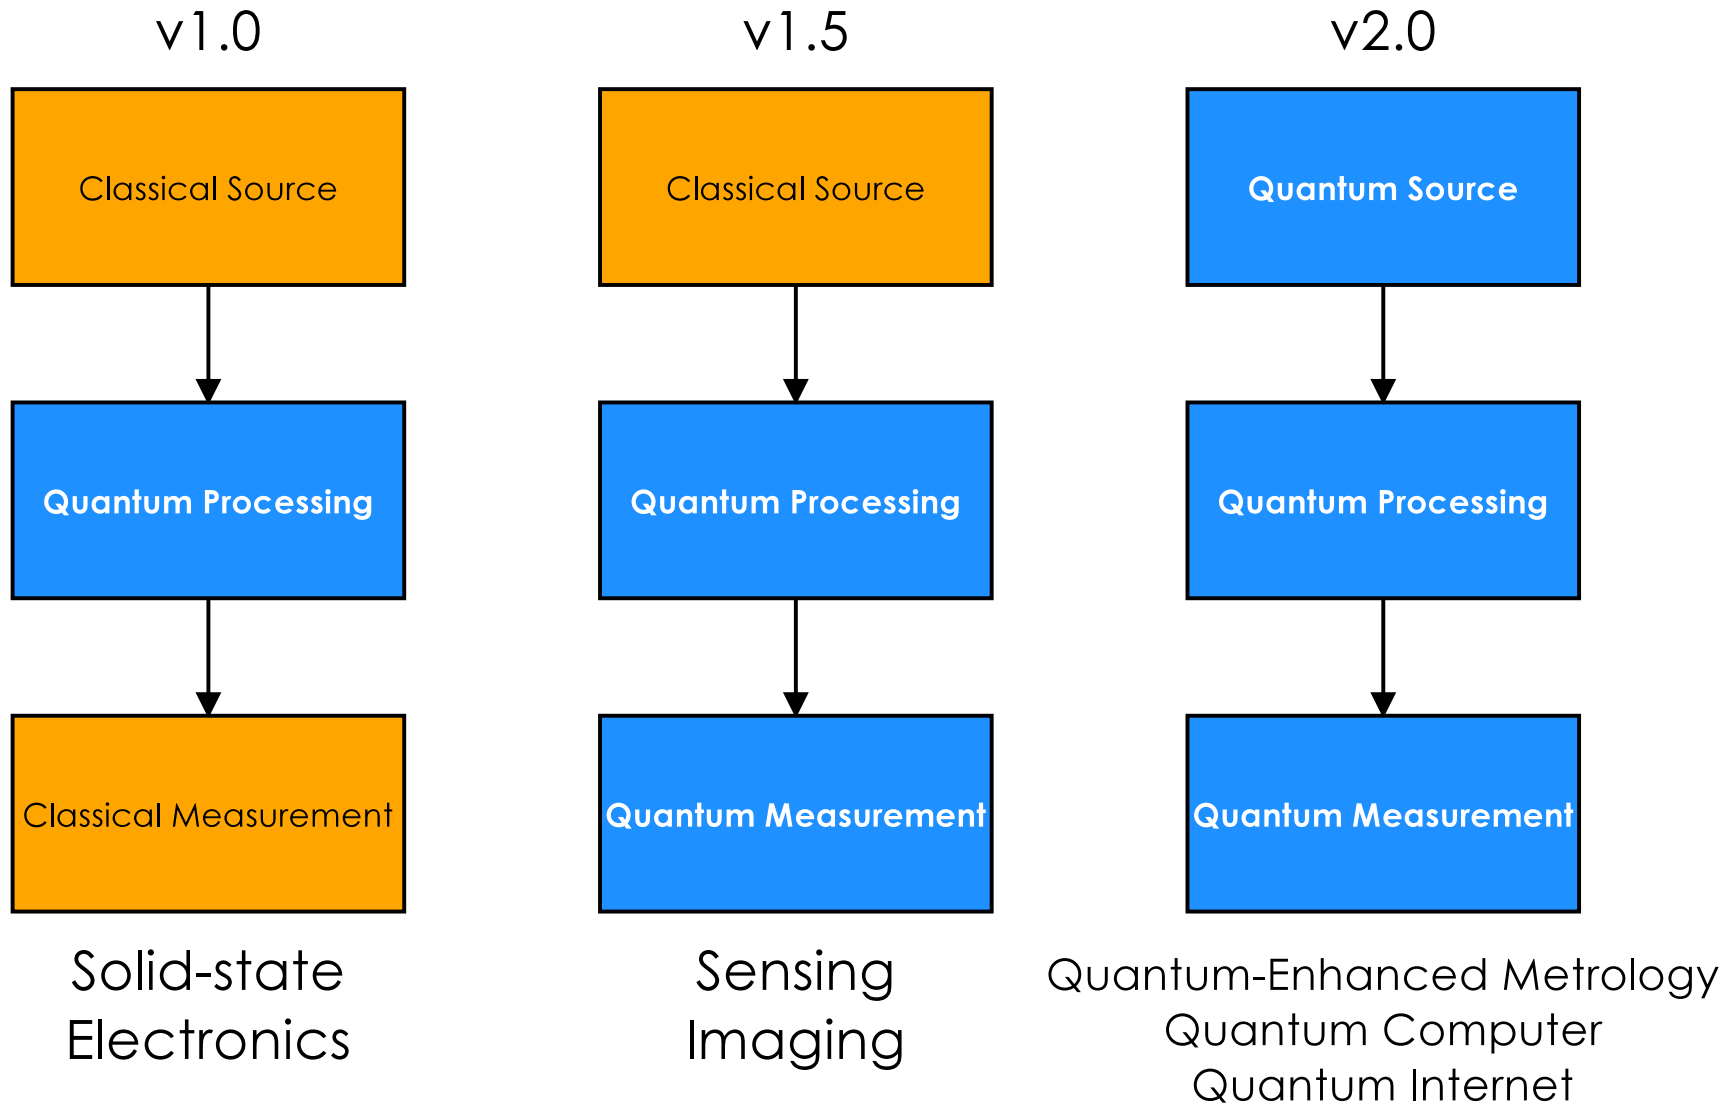 v1.0
Classical Source
Quantum Processing
Classical Measurement
Solid-state
Electronics
v1.5
Classical Source
Quantum Processing
Quantum Measurement
Sensing
Imaging
v2.0
Quantum Source
Quantum Processing
Quantum Measurement
Quantum-Enhanced Metrology
Quantum Computer
Quantum Internet